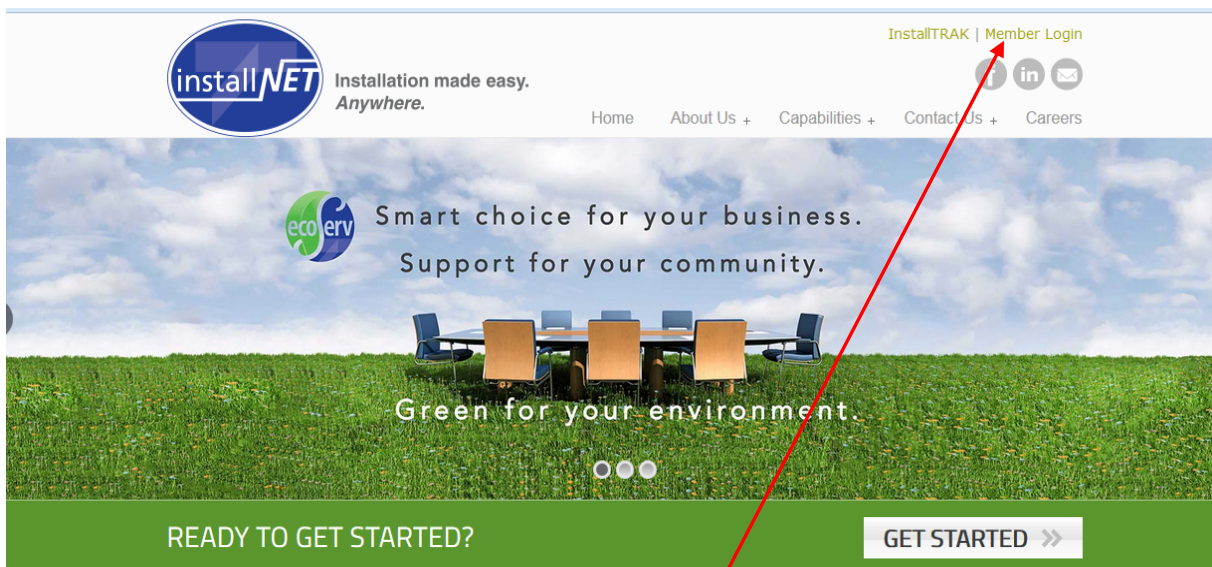 InstallTRAK | Member Login
installNET
Installation made easy.
Anywhere.
f in
Home About Us + Capabilities + Contact Us + Careers
ecoServ
Smart choice for your business.
Support for your community.
Green for your environment.
READY TO GET STARTED?
GET STARTED »